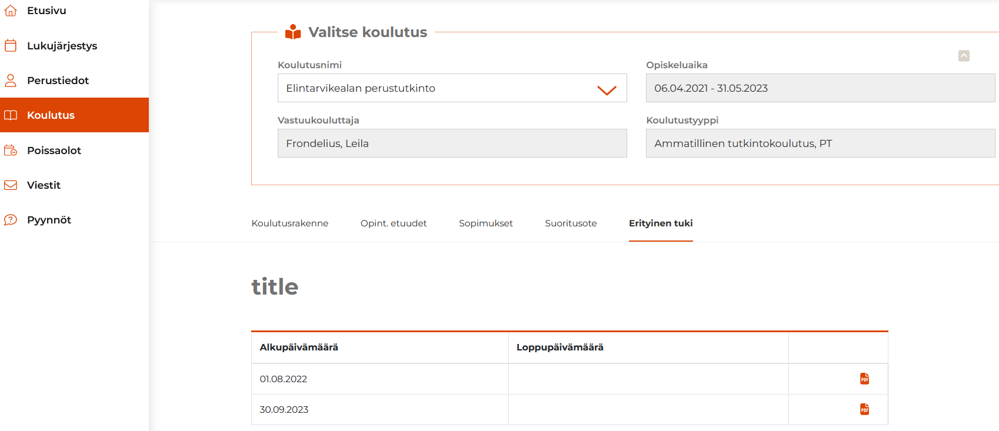 Etusivu
Lukujärjestys
Perustiedot
Koulutus
Poissaolot
Viestit
Pyynnöt
Valitse koulutus
Koulutusnimi
Elintarvikealan perustutkinto
Opiskeluaika
06.04.2021 - 31.05.2023
Vastuukouluttaja
Frondelius, Leila
Koulutustyyppi
Ammatillinen tutkintokoulutus, PT
Koulutusrakenne
Opint. etuudet
Sopimukset
Suoritusote
Erityinen tuki
title
Alkupäivämäärä
Loppupäivämäärä
01.08.2022
PDF
30.09.2023
PDF